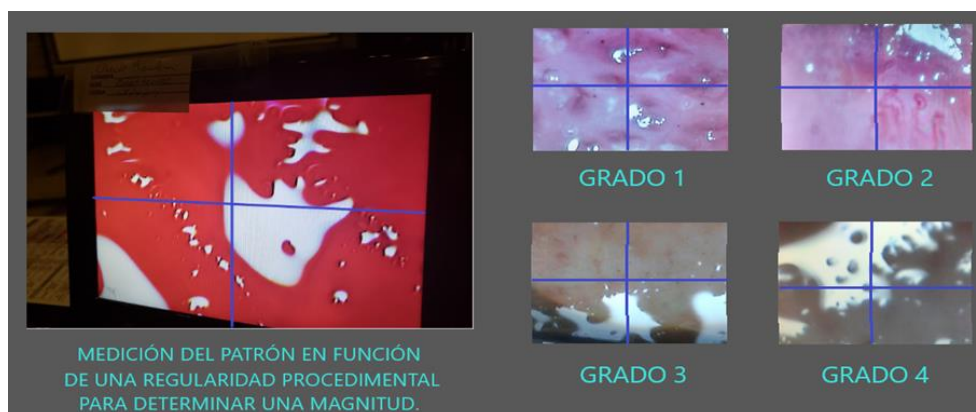 GRADO 1
GRADO 2
GRADO 3
GRADO 4
MEDICIÓN DEL PATRÓN EN FUNCIÓN
DE UNA REGULARIDAD PROCEDIMENTAL
PARA DETERMINAR UNA MAGNITUD.